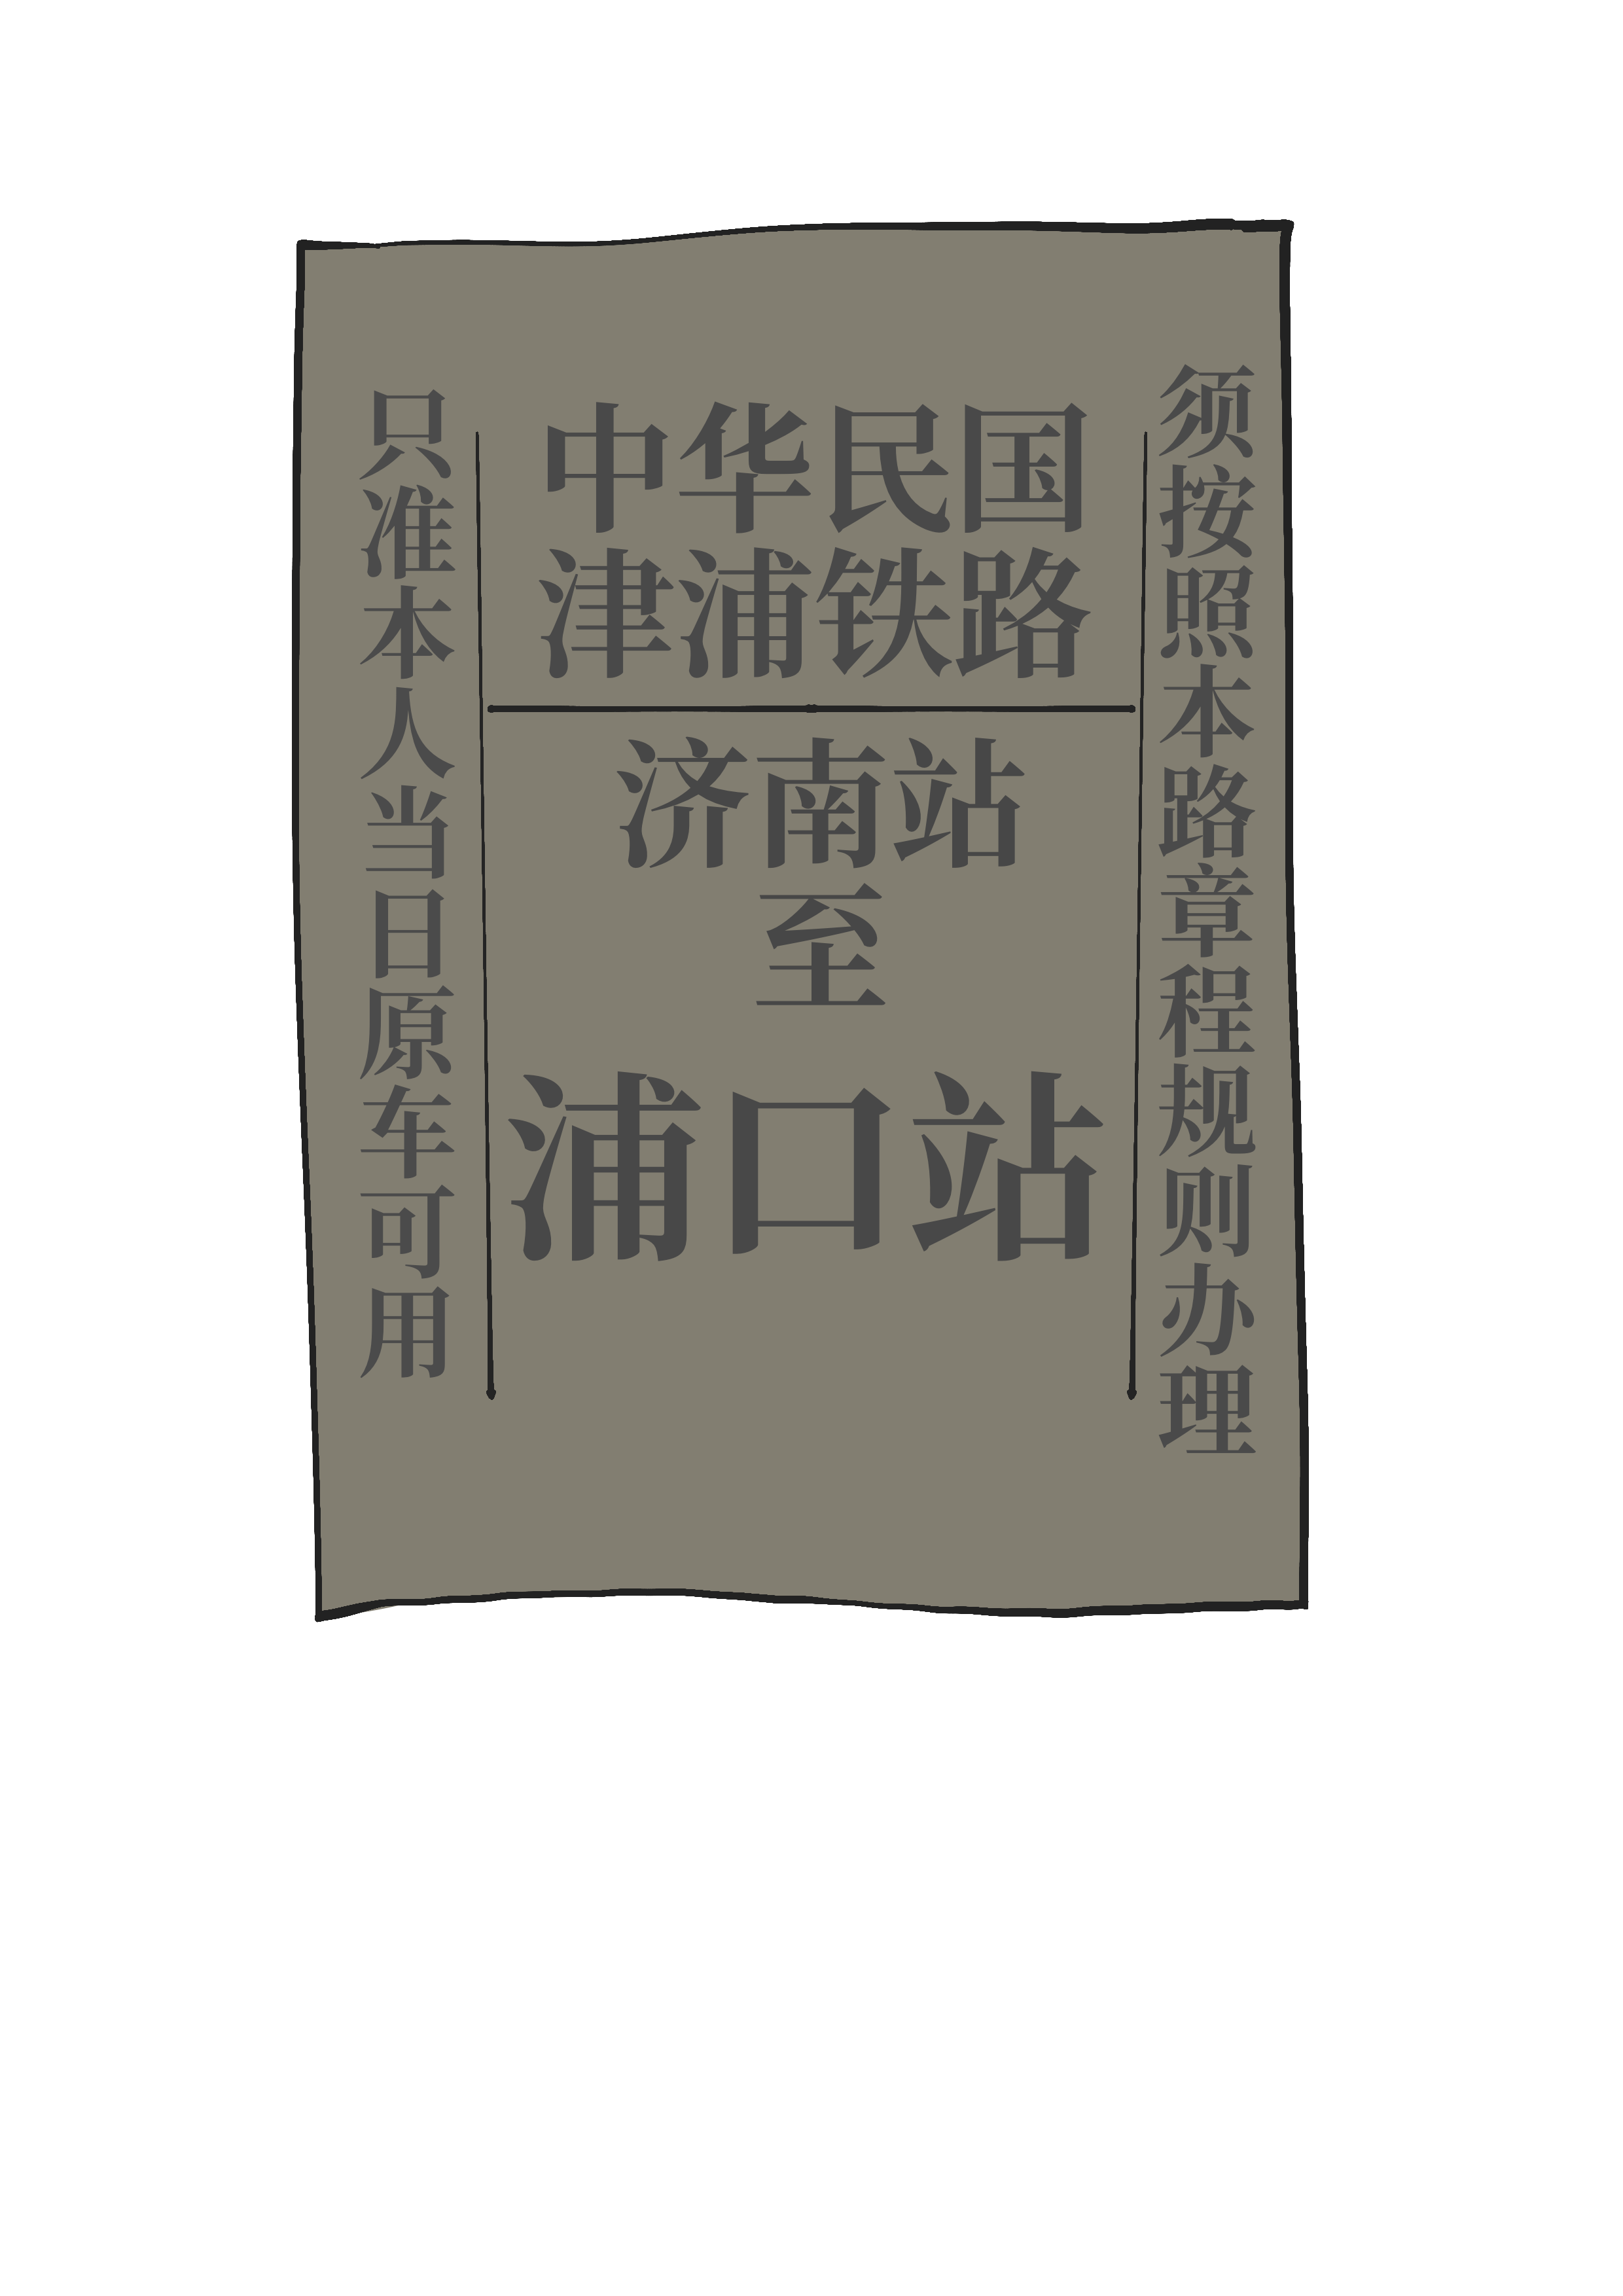 须按照本路章程规则办理
中华民国
津浦铁路
济南站
至
浦口站
只准本人当日原车可用